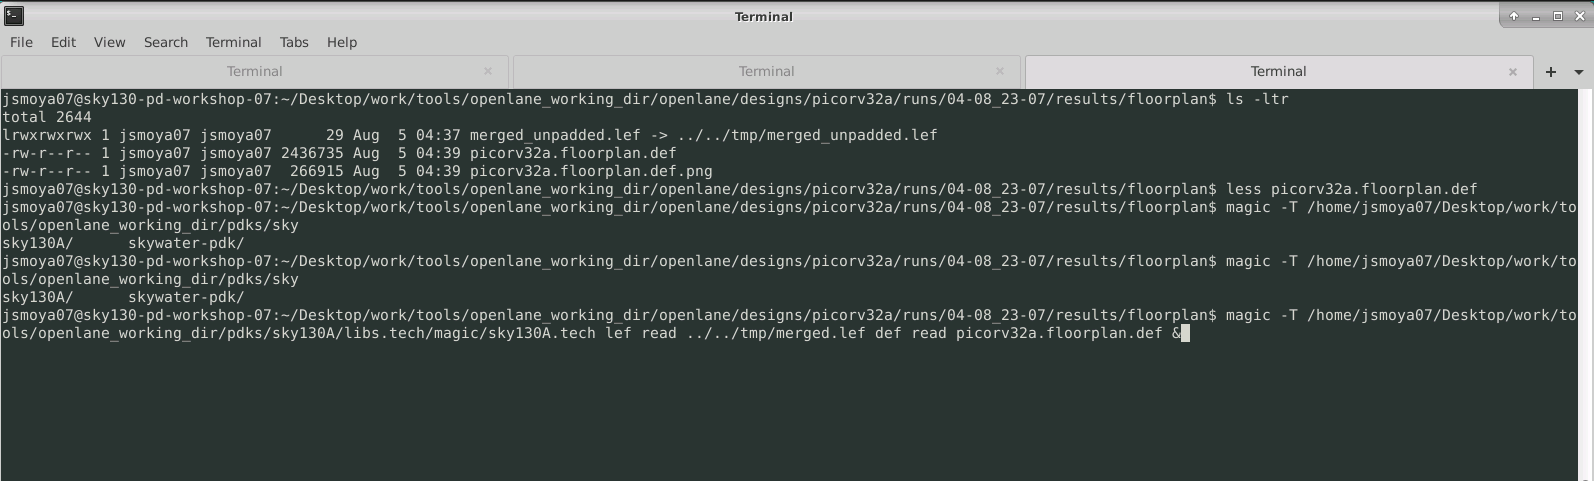 Terminal
File Edit View Search Terminal Tabs Help
Terminal Terminal Terminal
jsmoya07@sky130-pd-workshop-07:~/Desktop/work/tools/openlane_working_dir/openlane/designs/picorv32a/runs/04-08_23-07/results/floorplan$ ls -ltr
total 2644
lrwxrwxrwx 1 jsmoya07 jsmoya07      29 Aug  5 04:37 merged_unpadded.lef -> ../../tmp/merged_unpadded.lef
-rw-r--r-- 1 jsmoya07 jsmoya07 2436735 Aug  5 04:39 picorv32a.floorplan.def
-rw-r--r-- 1 jsmoya07 jsmoya07  266915 Aug  5 04:39 picorv32a.floorplan.def.png
jsmoya07@sky130-pd-workshop-07:~/Desktop/work/tools/openlane_working_dir/openlane/designs/picorv32a/runs/04-08_23-07/results/floorplan$ less picorv32a.floorplan.def
jsmoya07@sky130-pd-workshop-07:~/Desktop/work/tools/openlane_working_dir/openlane/designs/picorv32a/runs/04-08_23-07/results/floorplan$ magic -T /home/jsmoya07/Desktop/work/to
ols/openlane_working_dir/pdks/sky
sky130A/      skywater-pdk/
jsmoya07@sky130-pd-workshop-07:~/Desktop/work/tools/openlane_working_dir/openlane/designs/picorv32a/runs/04-08_23-07/results/floorplan$ magic -T /home/jsmoya07/Desktop/work/to
ols/openlane_working_dir/pdks/sky
sky130A/      skywater-pdk/
jsmoya07@sky130-pd-workshop-07:~/Desktop/work/tools/openlane_working_dir/openlane/designs/picorv32a/runs/04-08_23-07/results/floorplan$ magic -T /home/jsmoya07/Desktop/work/to
ols/openlane_working_dir/pdks/sky130A/libs.tech/magic/sky130A.tech lef read ../../tmp/merged.lef def read picorv32a.floorplan.def &